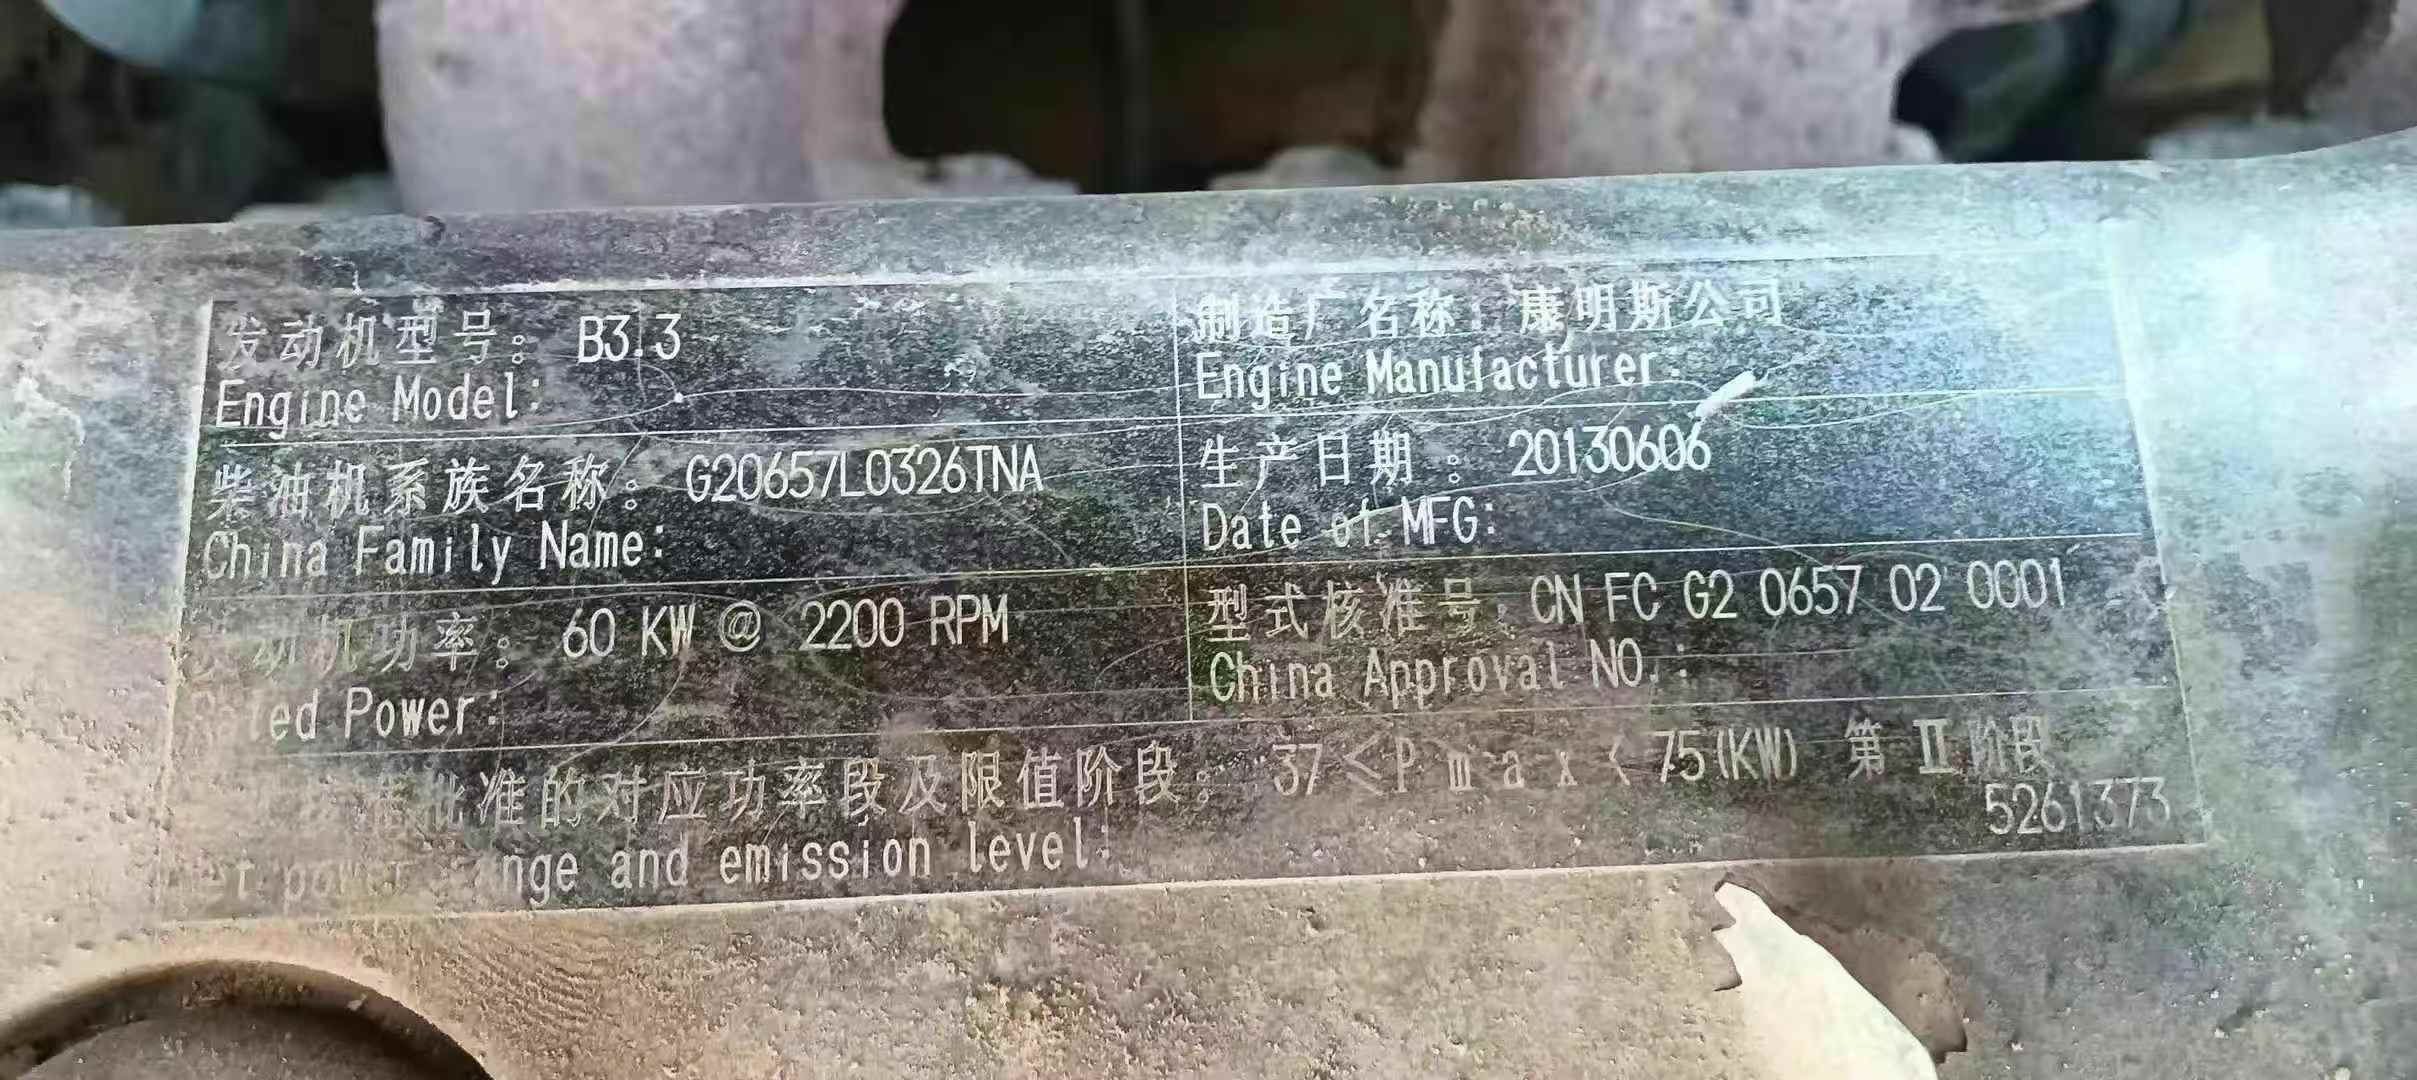 发动机型号: B3.3
Engine Model:
制造厂名称: 康明斯公司
Engine Manufacturer:
柴油机系族名称: G20657L0326TNA
China Family Name:
生产日期: 20130606
Date of MFG:
动机功率: 60 KW @ 2200 RPM
Power:
型式核准号: CN FC G2 0657 02 0001
China Approval NO.:
批准的对应功率段及限值阶段: 37≤Pmax<75(KW) 第 II 阶段
and emission level:
5261373